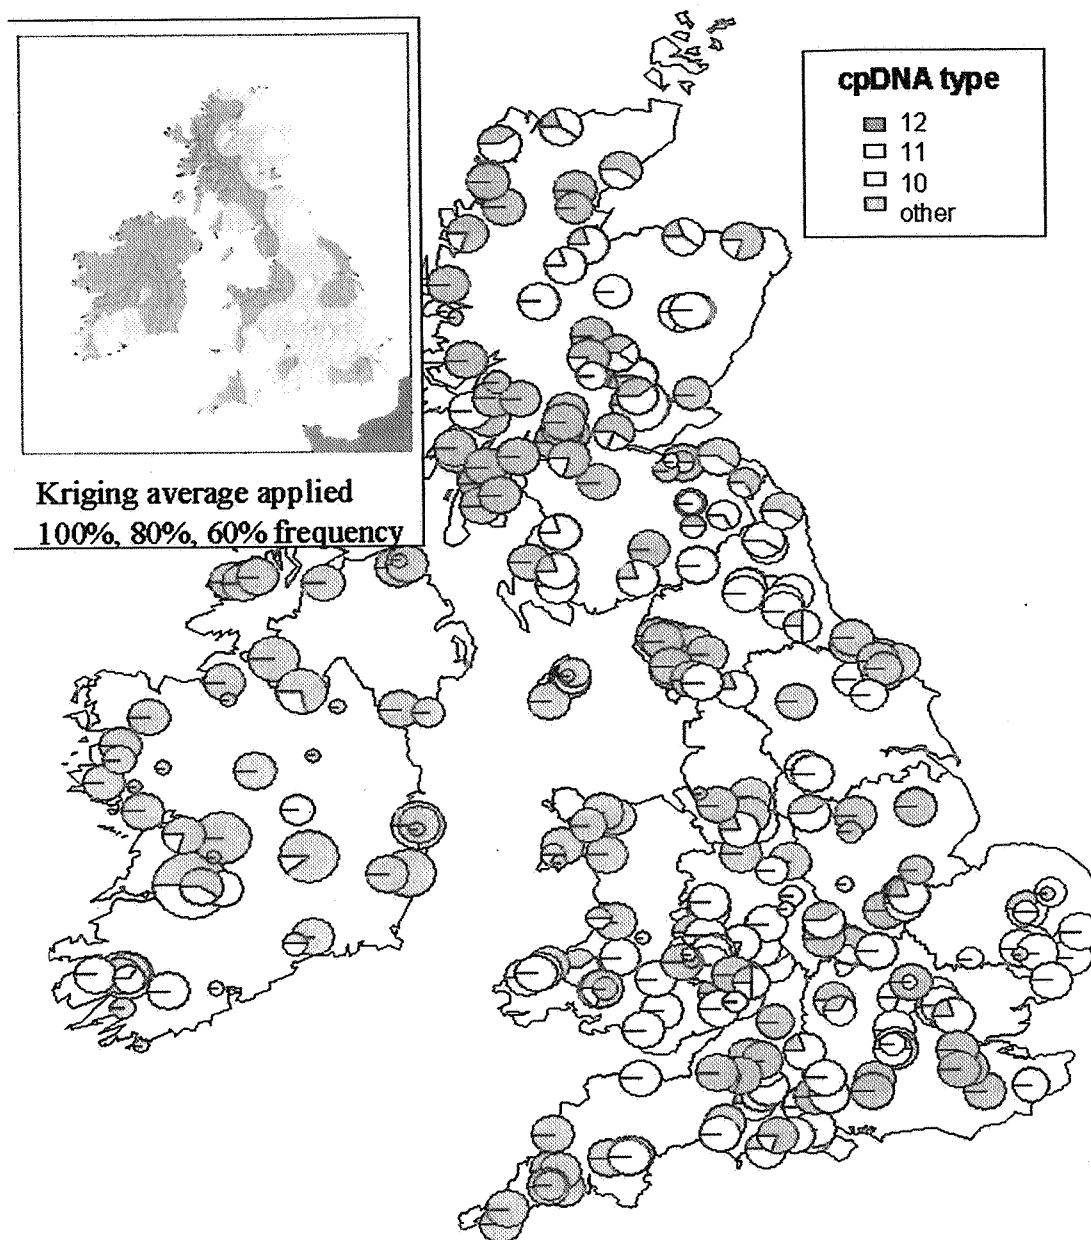 cpDNA type
12
11
10
other
Kriging average applied
100%, 80%, 60% frequency